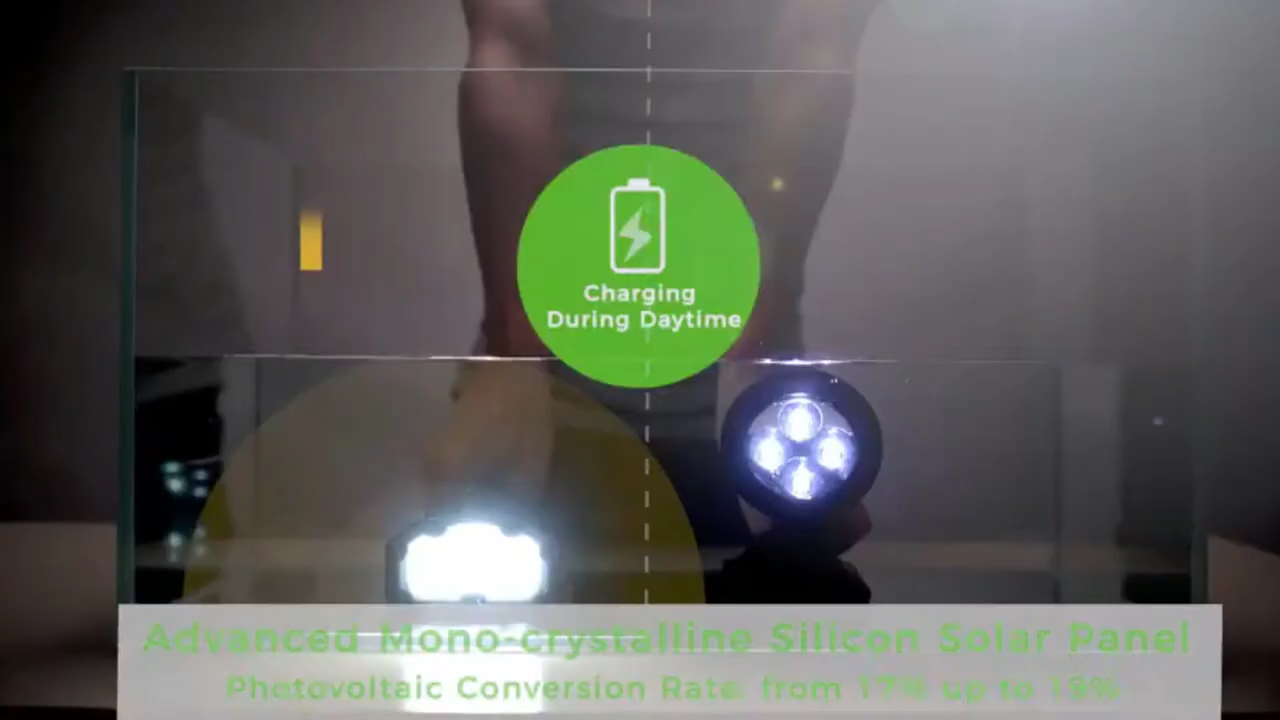 Charging
During Daytime
Advanced Mono-crystalline Silicon Solar Panel
Photovoltaic Conversion Rate: from 17% up to 19%